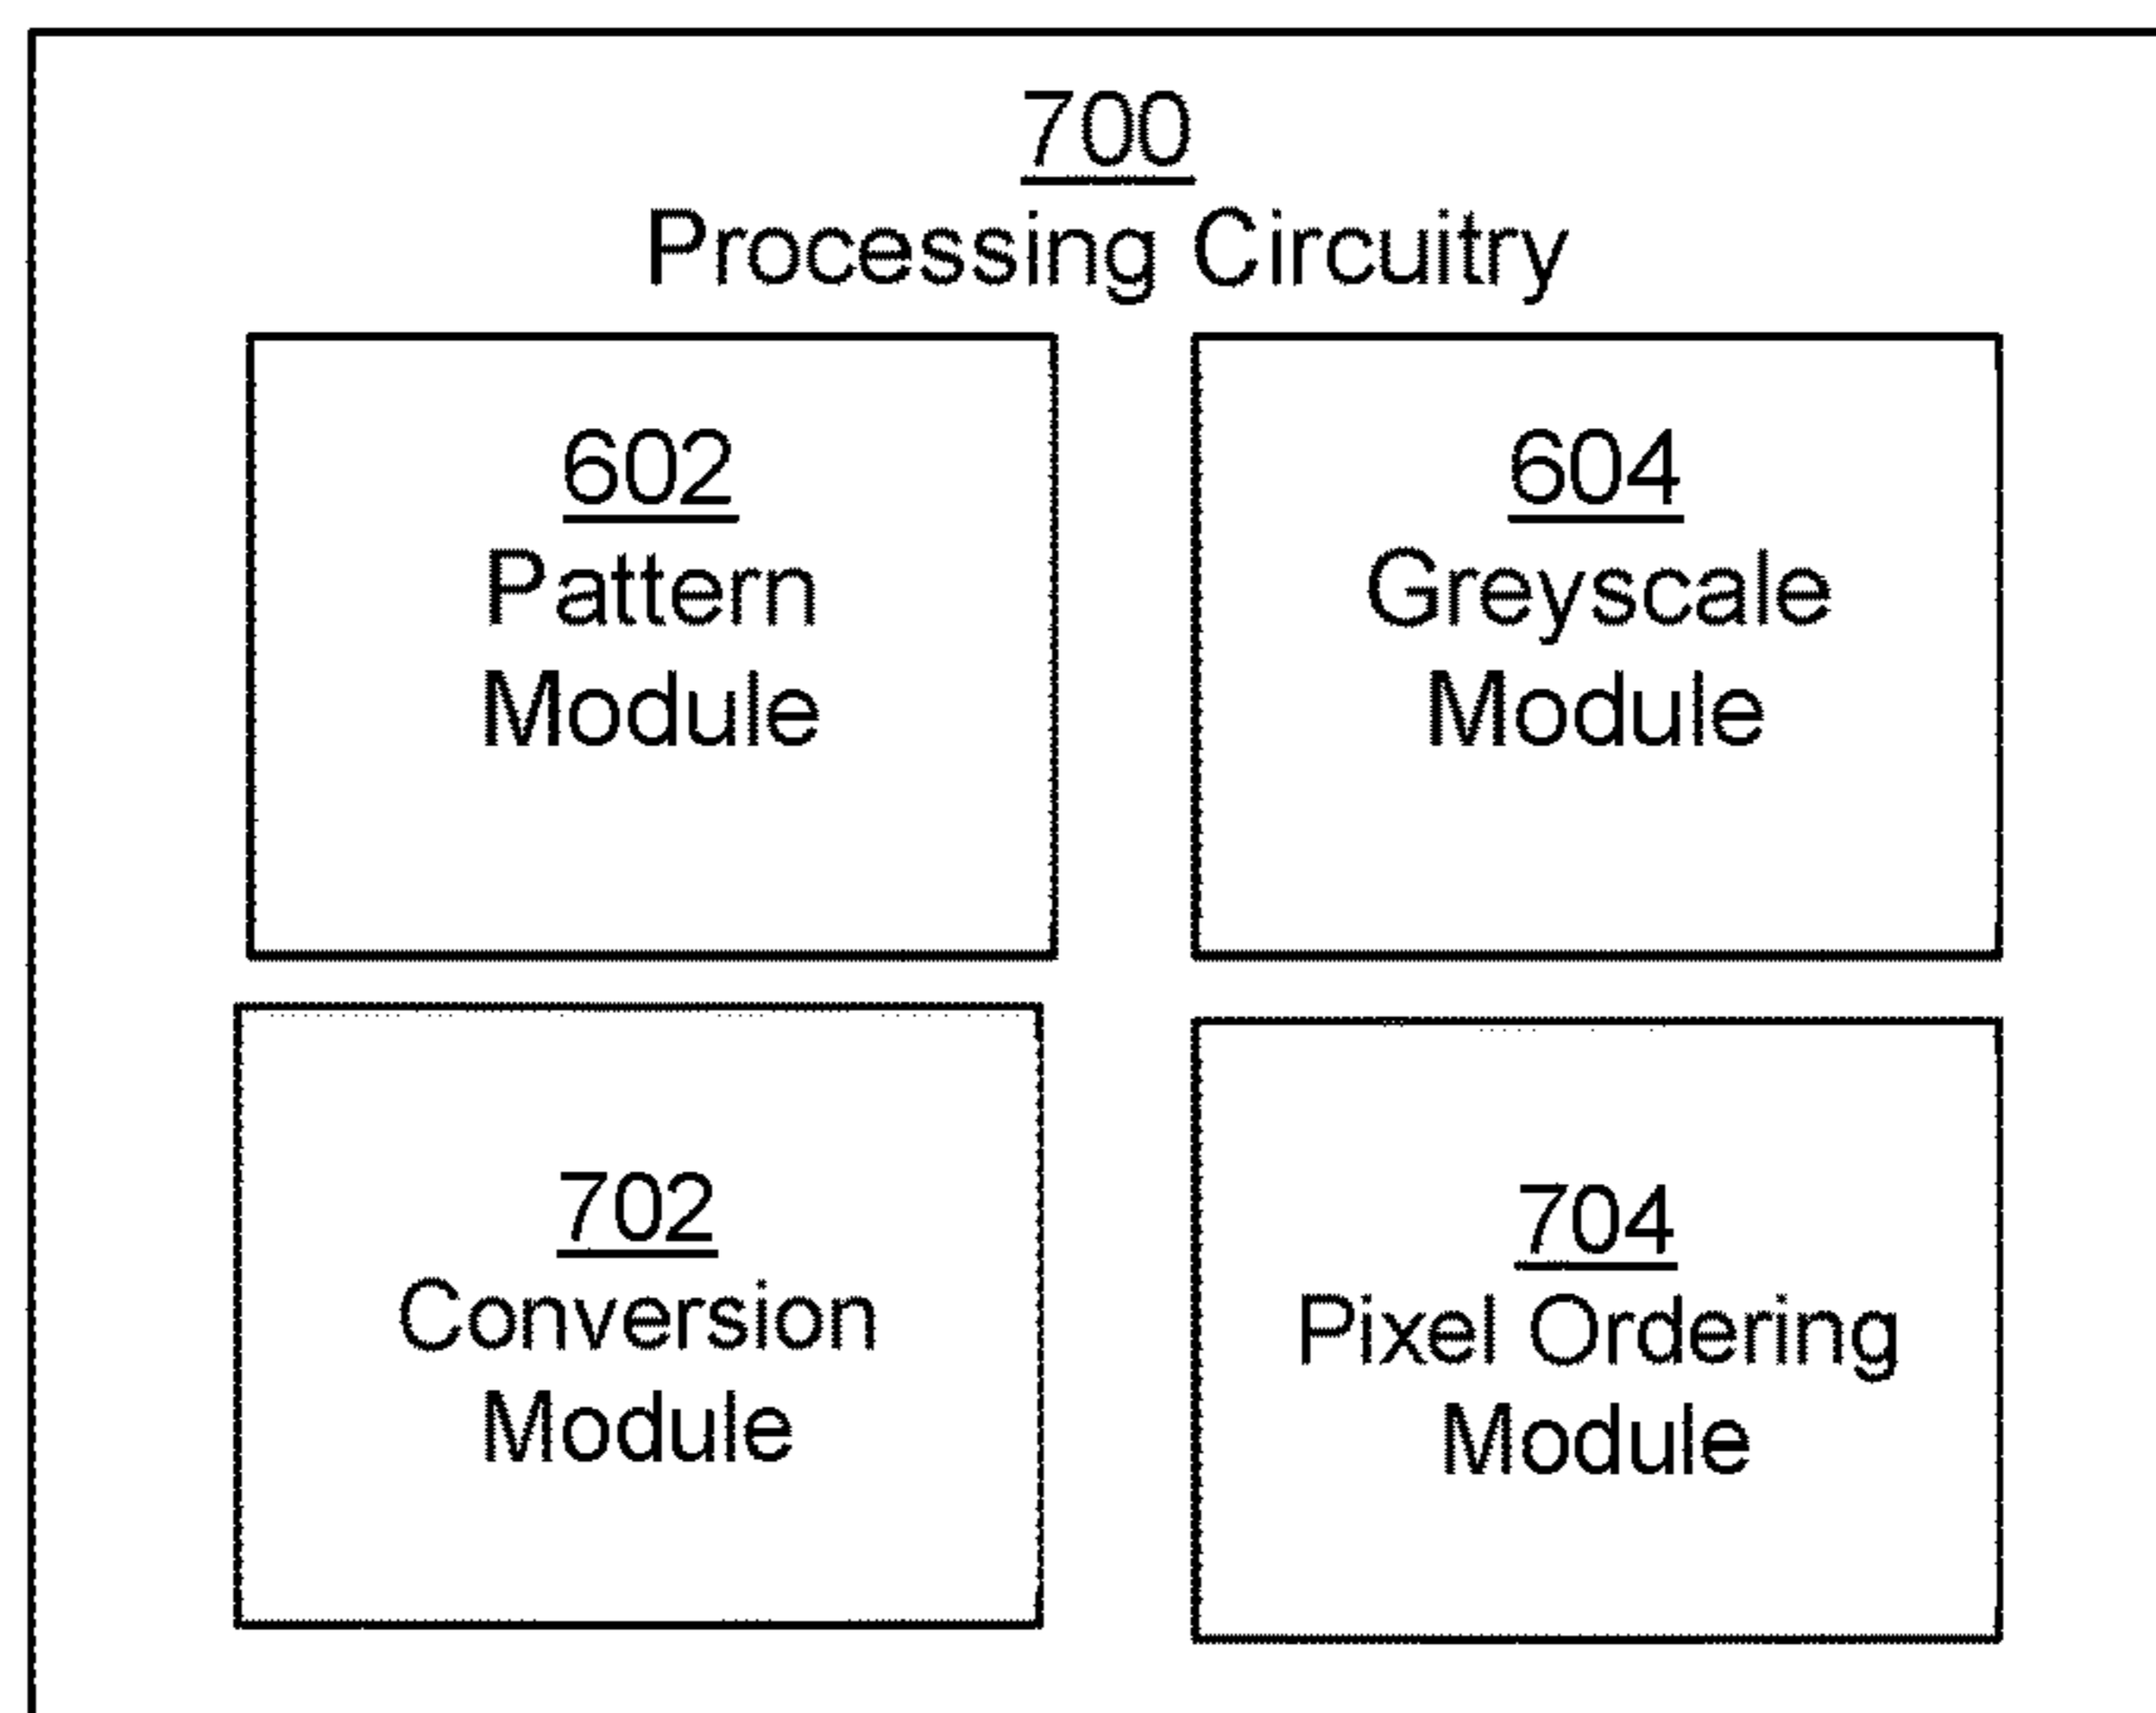 700
Processing Circuitry
602
Pattern
Module
604
Greyscale
Module
702
Conversion
Module
704
Pixel Ordering
Module